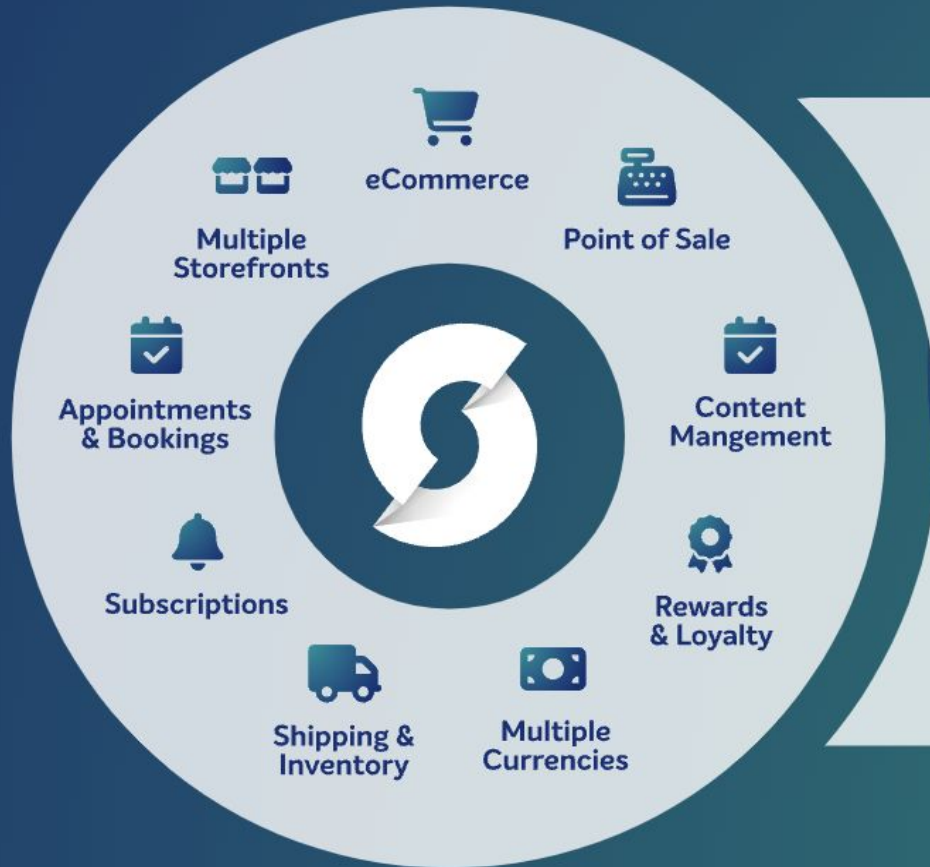 eCommerce
Point of Sale
Content
Mangement
Rewards
& Loyalty
Multiple
Currencies
Shipping &
Inventory
Subscriptions
Appointments
& Bookings
Multiple
Storefronts